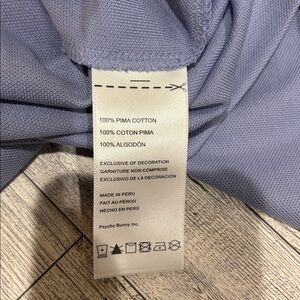 100% PIMA COTTON
100% COTON PIMA
100% ALGODÓN
EXCLUSIVE OF DECORATION
GARNITURE NON COMPRISE
EXCLUSIVO DE LA DECORACIÓN
MADE IN PERU
FAIT AU PÉROU
HECHO EN PERÚ
Psycho Bunny Inc.